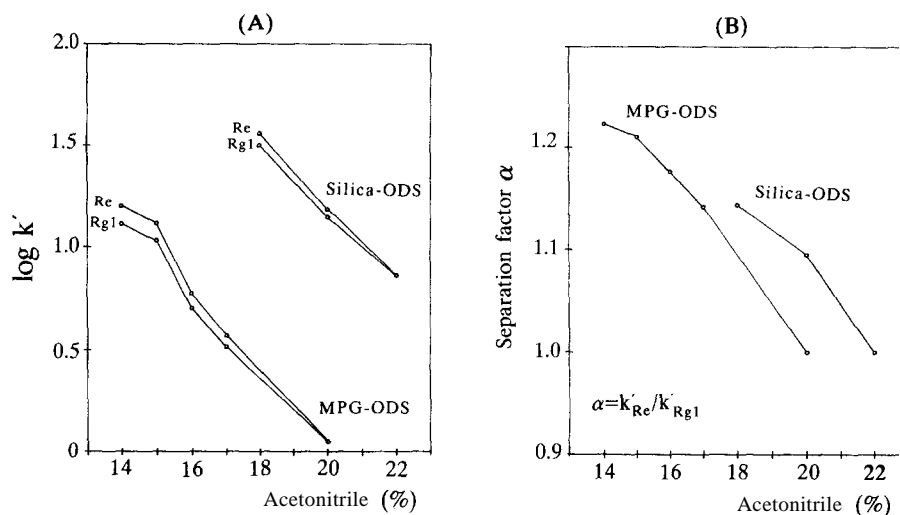 (A)
2.0
1.5
1.0
0.5
0
log k′
Re
Rg1
Silica-ODS
Re
Rg1
MPG-ODS
14 16 18 20 22
Acetonitrile (%)
(B)
1.2
1.1
1.0
0.9
Separation factor α
MPG-ODS
Silica-ODS
α=k′Re/k′Rg1
14 16 18 20 22
Acetonitrile (%)